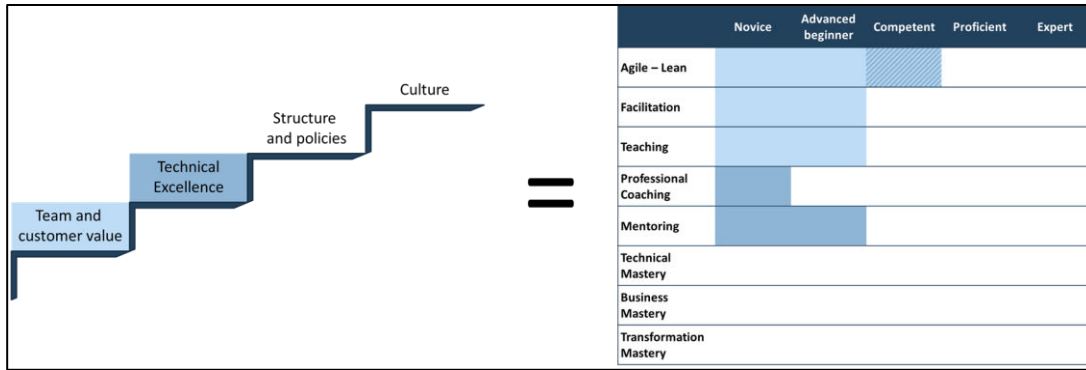 Culture
Structure
and policies
Technical
Excellence
Team and
customer value
=
Novice
Advanced
beginner
Competent
Proficient
Expert
Agile – Lean
Facilitation
Teaching
Professional
Coaching
Mentoring
Technical
Mastery
Business
Mastery
Transformation
Mastery